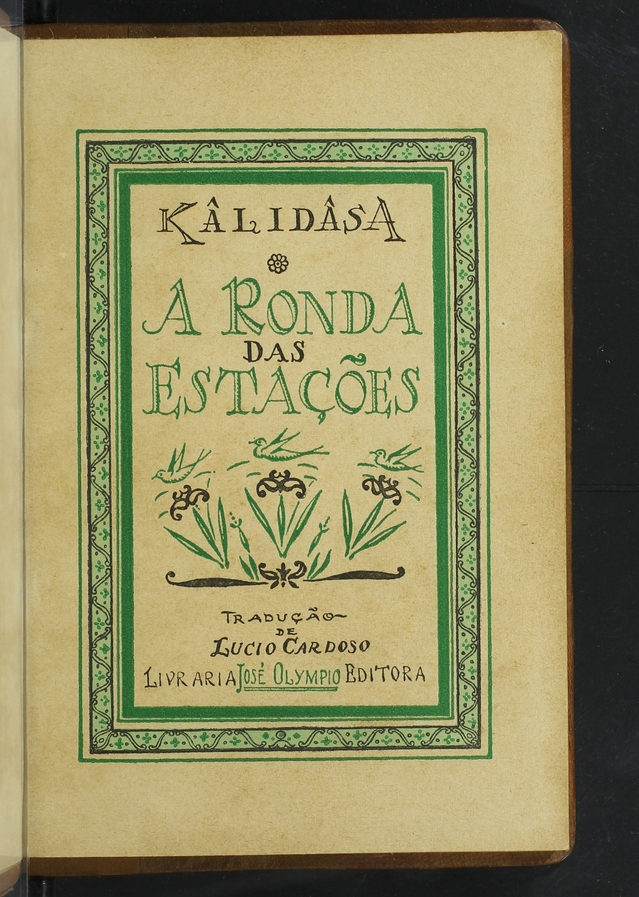 KÂLIDÂSA
A RONDA
DAS
ESTAÇÕES
TRADUÇÃO
DE
LUCIO CARDOSO
LIVRARIA JOSÉ OLYMPIO EDITORA